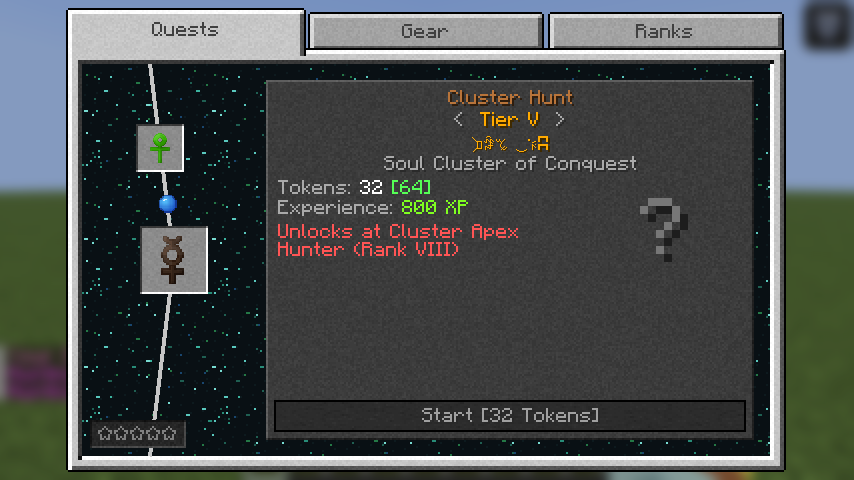 Quests
Gear
Ranks
Cluster Hunt
< Tier V >
Soul Cluster of Conquest
Tokens: 32 [64]
Experience: 800 XP
Unlocks at Cluster Apex
Hunter (Rank VIII)
Start [32 Tokens]